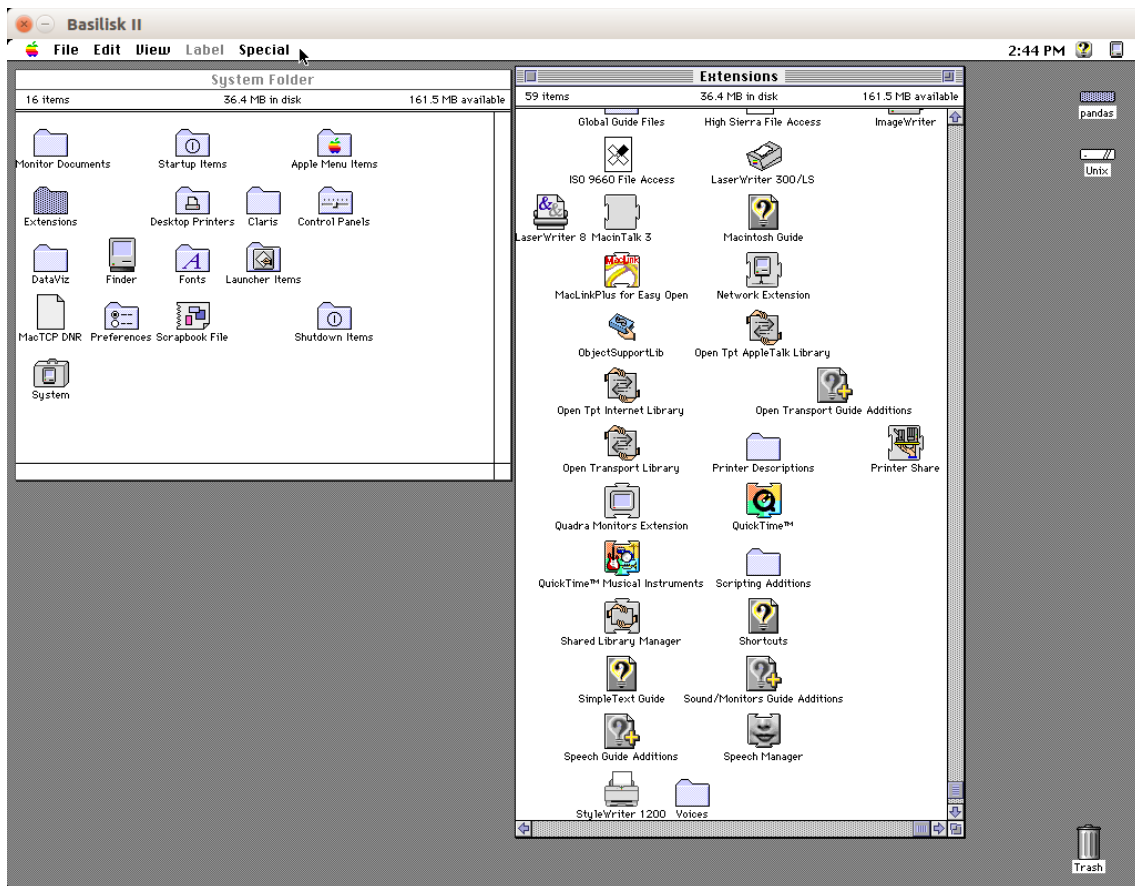 Basilisk II
File Edit View Label Special
2:44 PM
System Folder
16 items 36.4 MB in disk 161.5 MB available
Monitor Documents Startup Items Apple Menu Items
Extensions Desktop Printers Claris Control Panels
DataViz Finder Fonts Launcher Items
MacTCP DNR Preferences Scrapbook File Shutdown Items
System
Extensions
59 items 36.4 MB in disk 161.5 MB available
Global Guide Files High Sierra File Access ImageWriter
ISO 9660 File Access LaserWriter 300/LS
LaserWriter 8 MacinTalk 3 Macintosh Guide
MacLink
MacLinkPlus for Easy Open Network Extension
ObjectSupportLib Open Tpt AppleTalk Library
Open Tpt Internet Library Open Transport Guide Additions
Open Transport Library Printer Descriptions Printer Share
Quadra Monitors Extension QuickTime™
QuickTime™ Musical Instruments Scripting Additions
Shared Library Manager Shortcuts
SimpleText Guide Sound/Monitors Guide Additions
Speech Guide Additions Speech Manager
StyleWriter 1200 Voices
pandas
Unix
Trash